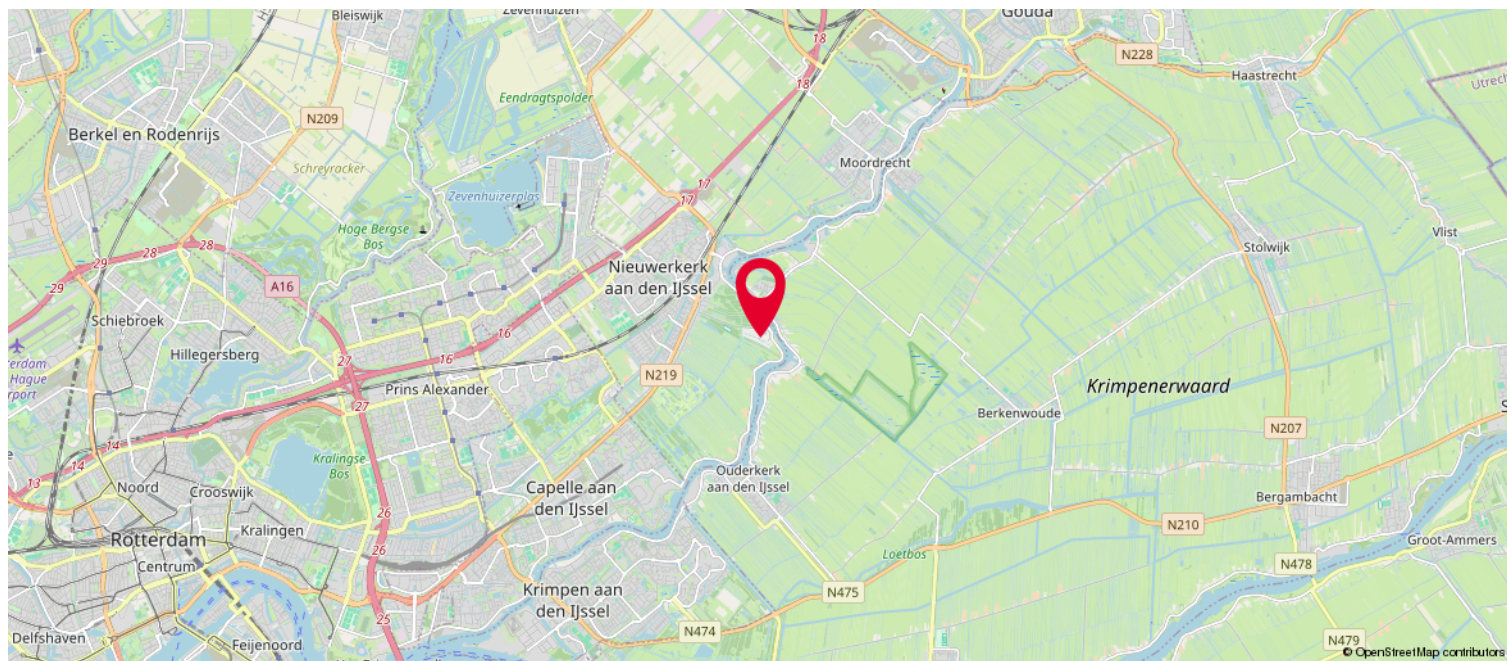 Bleiswijk
Zevenhuizen
Gouda
18
N228
Haastrecht
Utrech
18
Eendragtspolder
N209
Berkel en Rodenrijs
Moordrecht
Schreyracker
17
17
Zevenhuizerplas
Hoge Bergse
Bos
28
28
29
29
Vlist
Stolwijk
Nieuwerkerk
aan den IJssel
A16
Schiebroek
16
Hillegersberg
16
27
27
Prins Alexander
N219
Krimpenerwaard
Berkenwoude
N207
14
14
13
Kralingse
Bos
Noord
Crooswijk
Kralingen
Ouderkerk
aan den IJssel
Capelle aan
den IJssel
26
26
Bergambacht
N210
Rotterdam
Centrum
Loetbos
Groot-Ammers
N478
Krimpen aan
den IJssel
N475
25
N474
Delfshaven
Feijenoord
N479
© OpenStreetMap contributors